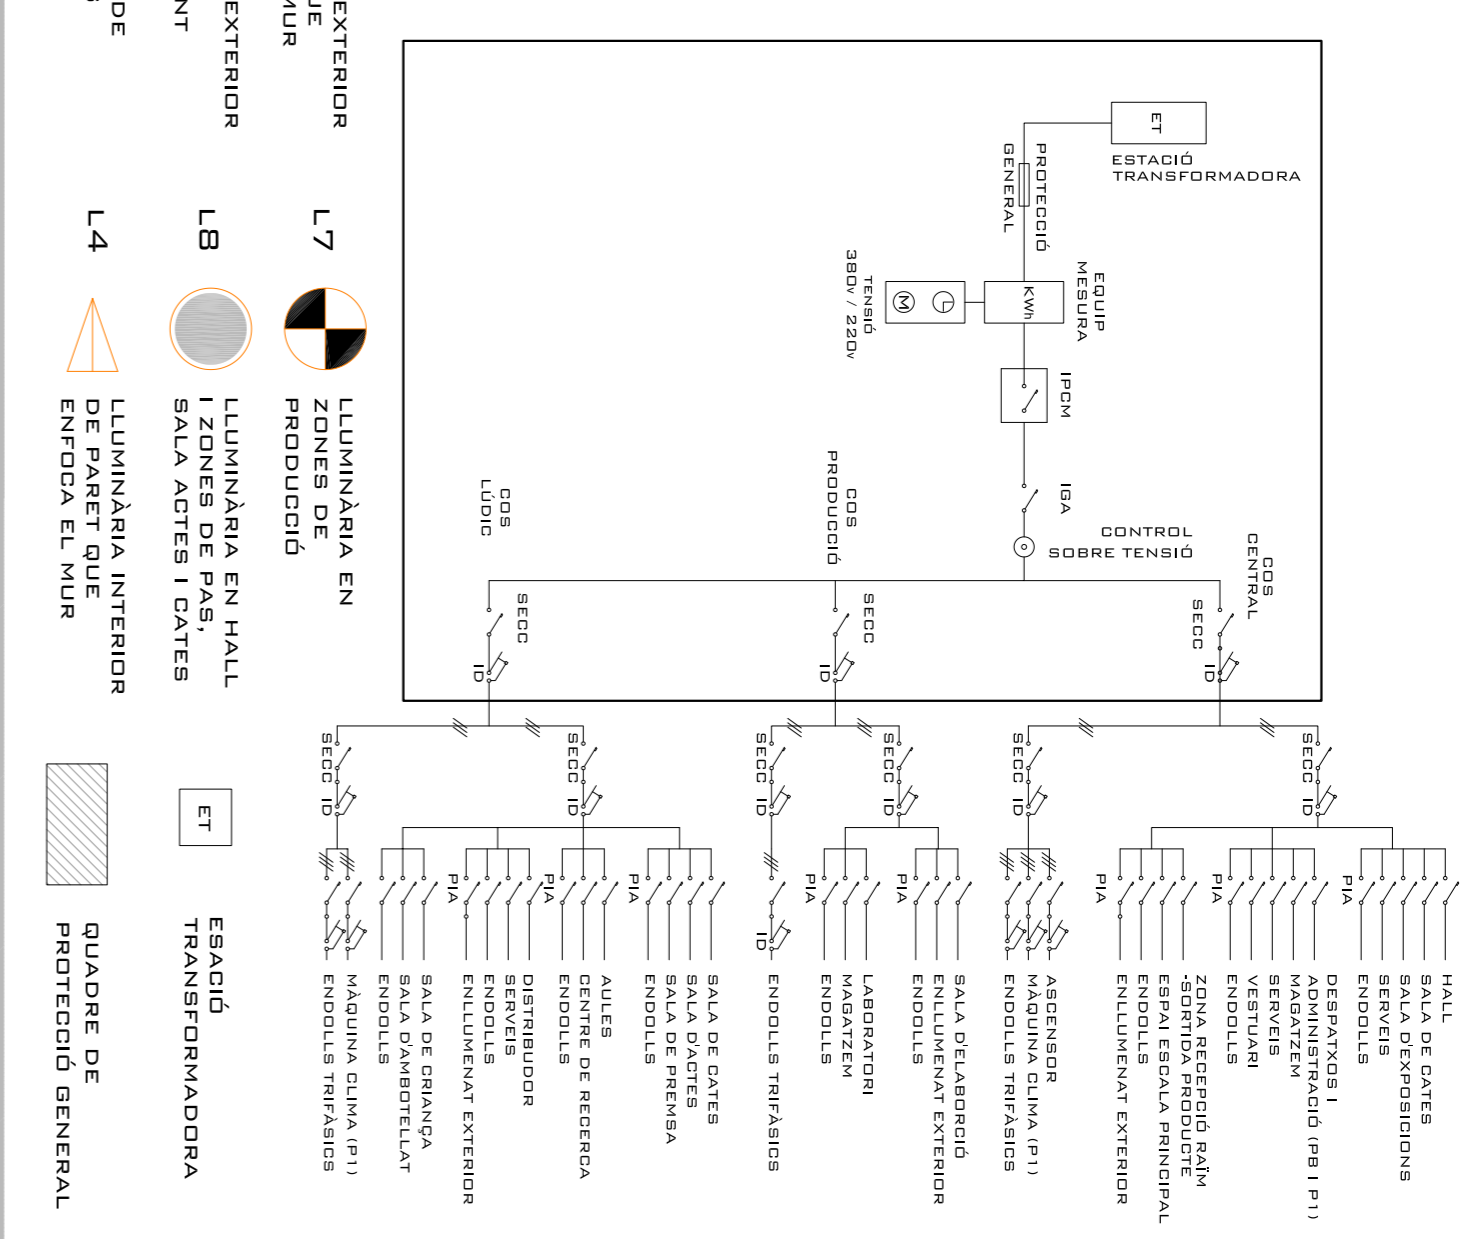 ET
ESTACIÓ
TRANSFORMADORA
PROTECCIÓ
GENERAL
EQUIP
MESURA
KWh
M
TENSIÓ
380v / 220v
IPCM
IGA
CONTROL
SOBRE TENSIÓ
COS
CENTRAL
COS
PRODUCCIÓ
COS
LÚDIC
SECC
ID
SECC
ID
SECC
ID
SECC
ID
SECC
ID
SECC
ID
SECC
ID
SECC
ID
SECC
ID
PIA
HALL
SALA DE CATES
SALA D'EXPOSICIONS
SERVEIS
ENDOLLS
PIA
DESPATXOS I
ADMINISTRACIÓ (PB I P1)
MAGATZEM
SERVEIS
VESTUARI
ENDOLLS
PIA
ZONA RECEPCIÓ RAÏM
-SORTIDA PRODUCTE
ESPAI ESCALA PRINCIPAL
ENDOLLS
ENLLUMENAT EXTERIOR
ASCENSOR
MÀQUINA CLIMA (P1)
ENDOLLS TRIFÀSICS
PIA
SALA D'ELABORCIÓ
ENLLUMENAT EXTERIOR
ENDOLLS
PIA
LABORATORI
MAGATZEM
ENDOLLS
ID
ENDOLLS TRIFÀSICS
PIA
SALA DE CATES
SALA D'ACTES
SALA DE PREMSA
ENDOLLS
PIA
AULES
CENTRE DE RECERCA
ENDOLLS
PIA
DISTRIBUDOR
SERVEIS
ENDOLLS
ENLLUMENAT EXTERIOR
SALA DE CRIANÇA
SALA D'AMBOTELLAT
ENDOLLS
MÀQUINA CLIMA (P1)
ENDOLLS TRIFÀSICS
EXTERIOR
UE
MUR
L7
LLUMINÀRIA EN
ZONES DE
PRODUCCIÓ
EXTERIOR
NT
L8
LLUMINÀRIA EN HALL
I ZONES DE PAS,
SALA ACTES I CATES
ET
ESACIÓ
TRANSFORMADORA
DE
L4
LLUMINÀRIA INTERIOR
DE PARET QUE
ENFOCA EL MUR
QUADRE DE
PROTECCIÓ GENERAL